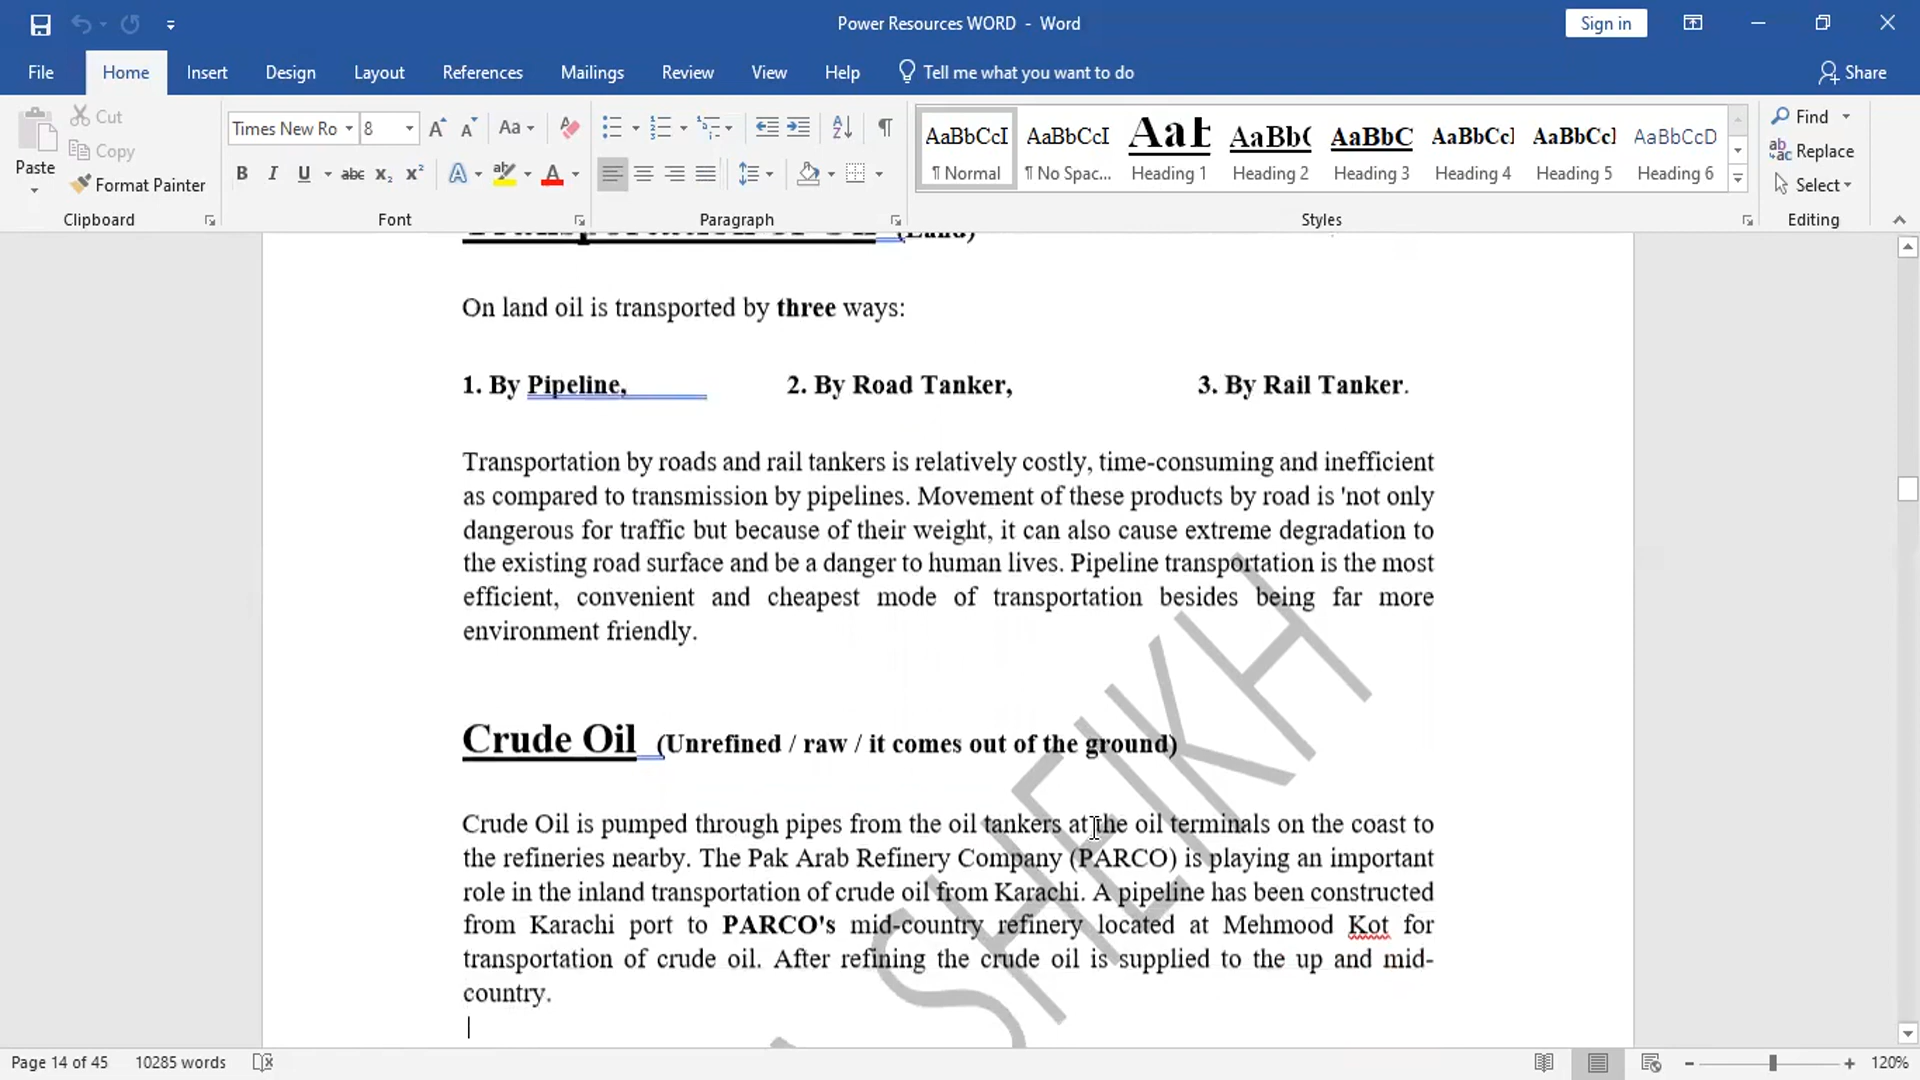 Power Resources WORD - Word
Sign in
File Home Insert Design Layout References Mailings Review View Help Tell me what you want to do Share
Paste Cut Copy Format Painter
Times New Ro 8 Aa
B I U abc x₂ x² A A
AaBbCcI AaBbCcI AaB AaBb( AaBbC AaBbCcl AaBbCcl AaBbCcD
¶ Normal ¶ No Spac... Heading 1 Heading 2 Heading 3 Heading 4 Heading 5 Heading 6
Find Replace Select
Clipboard Font Paragraph Styles Editing
Transportation of Oil (Land)
On land oil is transported by three ways:
1. By Pipeline, 2. By Road Tanker, 3. By Rail Tanker.
Transportation by roads and rail tankers is relatively costly, time-consuming and inefficient
as compared to transmission by pipelines. Movement of these products by road is 'not only
dangerous for traffic but because of their weight, it can also cause extreme degradation to
the existing road surface and be a danger to human lives. Pipeline transportation is the most
efficient, convenient and cheapest mode of transportation besides being far more
environment friendly.
Crude Oil (Unrefined / raw / it comes out of the ground)
Crude Oil is pumped through pipes from the oil tankers at the oil terminals on the coast to
the refineries nearby. The Pak Arab Refinery Company (PARCO) is playing an important
role in the inland transportation of crude oil from Karachi. A pipeline has been constructed
from Karachi port to PARCO's mid-country refinery located at Mehmood Kot for
transportation of crude oil. After refining the crude oil is supplied to the up and mid-
country.
SHEIKH
Page 14 of 45 10285 words 120%